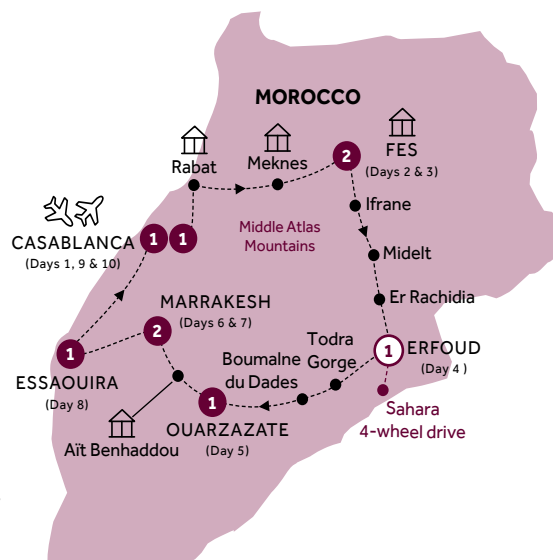 MOROCCO
Rabat
Meknes
2
FES
(Days 2 & 3)
Ifrane
Middle Atlas
Mountains
CASABLANCA
(Days 1, 9 & 10)
1
1
Midelt
Er Rachidia
MARRAKESH
(Days 6 & 7)
2
1
ESSAOUIRA
(Day 8)
Todra
Gorge
1
ERFOUD
(Day 4 )
Boumalne
du Dades
Sahara
4-wheel drive
1
OUARZAZATE
(Day 5)
Aït Benhaddou